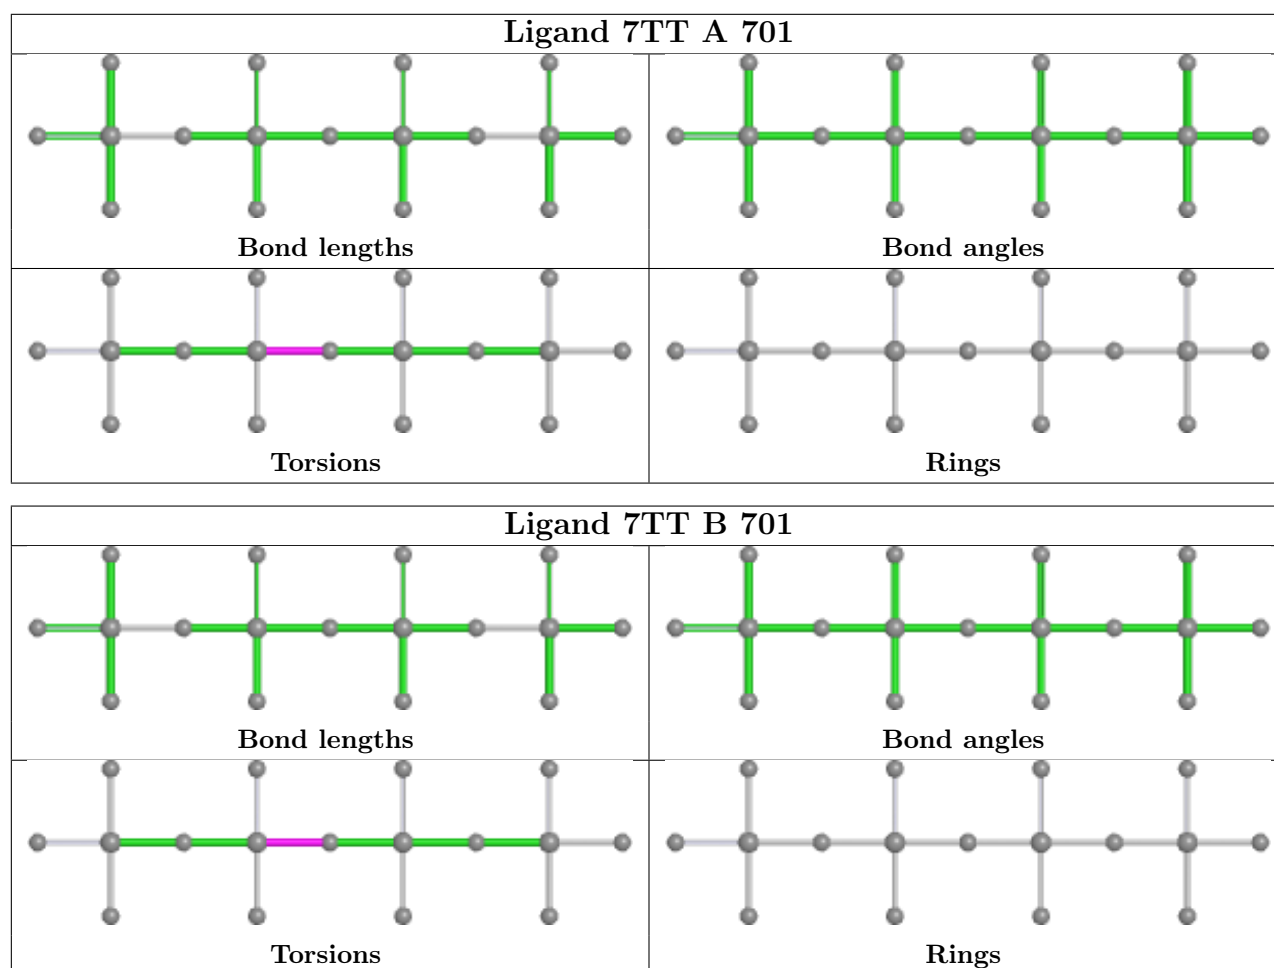 Ligand 7TT A 701
Bond lengths
Bond angles
Torsions
Rings
Ligand 7TT B 701
Bond lengths
Bond angles
Torsions
Rings